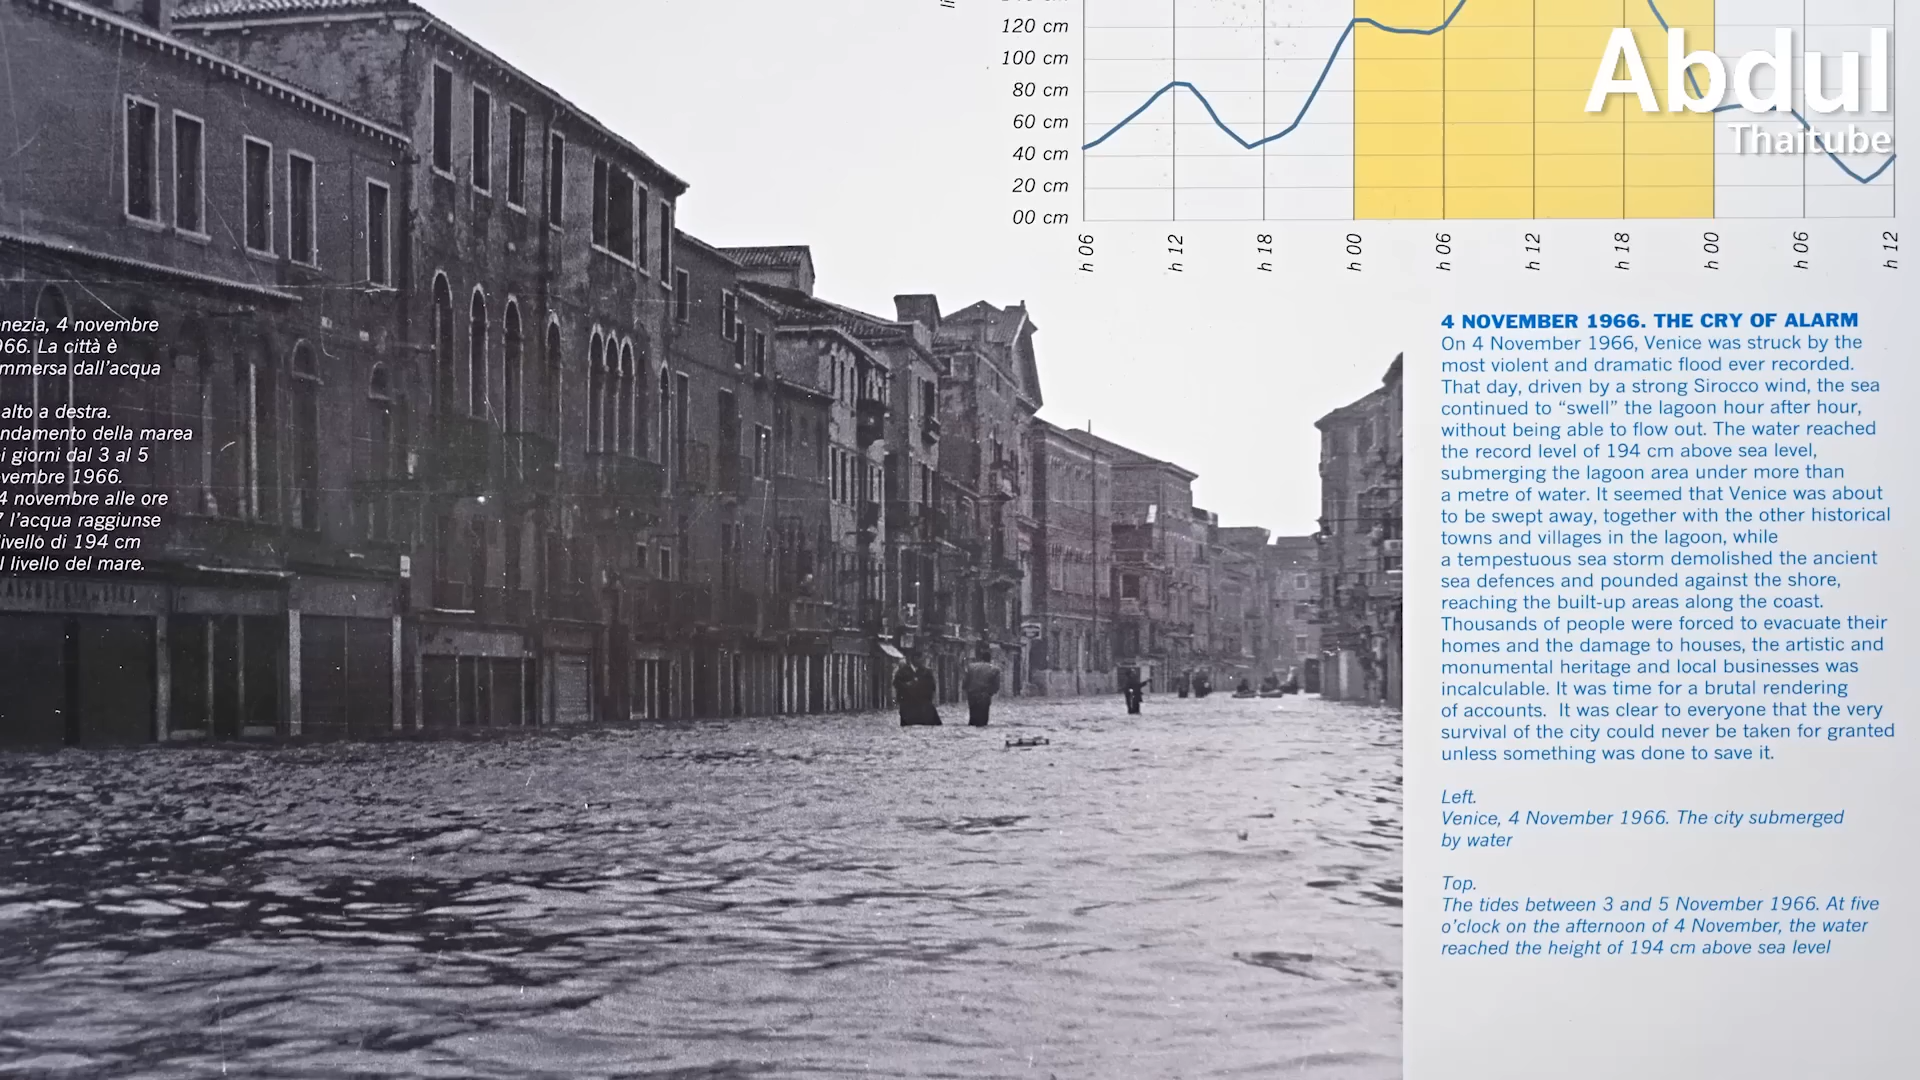 120 cm
100 cm
80 cm
60 cm
40 cm
20 cm
00 cm
h 06
h 12
h 18
h 00
h 06
h 12
h 18
h 00
h 06
h 12
Abdul
Thaitube
nezia, 4 novembre
966. La città è
mmersa dall'acqua
alto a destra.
ndamento della marea
i giorni dal 3 al 5
vembre 1966.
4 novembre alle ore
7 l'acqua raggiunse
livello di 194 cm
l livello del mare.
4 NOVEMBER 1966. THE CRY OF ALARM
On 4 November 1966, Venice was struck by the
most violent and dramatic flood ever recorded.
That day, driven by a strong Sirocco wind, the sea
continued to “swell” the lagoon hour after hour,
without being able to flow out. The water reached
the record level of 194 cm above sea level,
submerging the lagoon area under more than
a metre of water. It seemed that Venice was about
to be swept away, together with the other historical
towns and villages in the lagoon, while
a tempestuous sea storm demolished the ancient
sea defences and pounded against the shore,
reaching the built-up areas along the coast.
Thousands of people were forced to evacuate their
homes and the damage to houses, the artistic and
monumental heritage and local businesses was
incalculable. It was time for a brutal rendering
of accounts. It was clear to everyone that the very
survival of the city could never be taken for granted
unless something was done to save it.
Left.
Venice, 4 November 1966. The city submerged
by water
Top.
The tides between 3 and 5 November 1966. At five
o'clock on the afternoon of 4 November, the water
reached the height of 194 cm above sea level